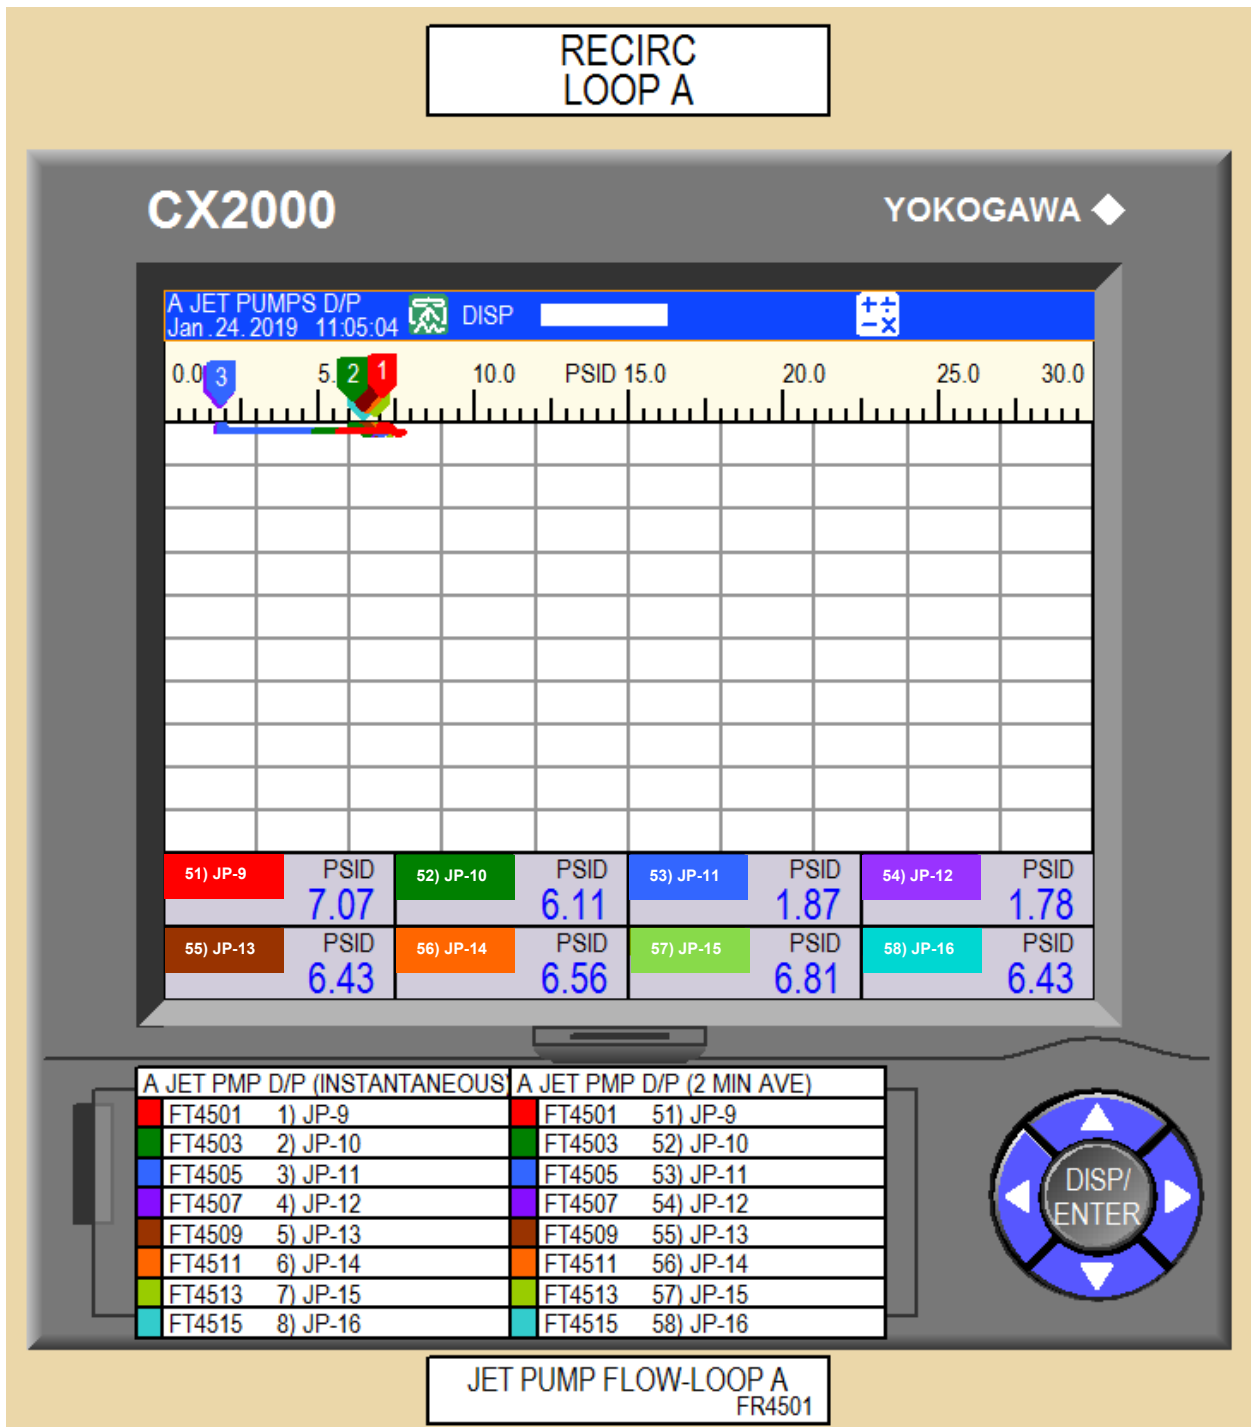 RECIRC
LOOP A
CX2000
YOKOGAWA
A JET PUMPS D/P
Jan.24.2019 11:05:04
DISP
0.0 3 5. 2 1 10.0 PSID 15.0 20.0 25.0 30.0
51) JP-9 PSID 52) JP-10 PSID 53) JP-11 PSID 54) JP-12 PSID
7.07 6.11 1.87 1.78
55) JP-13 PSID 56) JP-14 PSID 57) JP-15 PSID 58) JP-16 PSID
6.43 6.56 6.81 6.43
A JET PMP D/P (INSTANTANEOUS) A JET PMP D/P (2 MIN AVE)
FT4501 1) JP-9 FT4501 51) JP-9
FT4503 2) JP-10 FT4503 52) JP-10
FT4505 3) JP-11 FT4505 53) JP-11
FT4507 4) JP-12 FT4507 54) JP-12
FT4509 5) JP-13 FT4509 55) JP-13
FT4511 6) JP-14 FT4511 56) JP-14
FT4513 7) JP-15 FT4513 57) JP-15
FT4515 8) JP-16 FT4515 58) JP-16
DISP/
ENTER
JET PUMP FLOW-LOOP A
FR4501